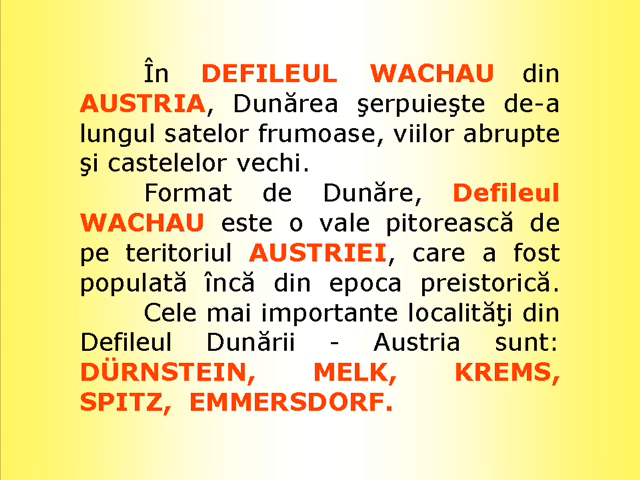 În DEFILEUL WACHAU din
AUSTRIA, Dunărea şerpuieşte de-a
lungul satelor frumoase, viilor abrupte
şi castelelor vechi.
Format de Dunăre, Defileul
WACHAU este o vale pitorească de
pe teritoriul AUSTRIEI, care a fost
populată încă din epoca preistorică.
Cele mai importante localităţi din
Defileul Dunării - Austria sunt:
DÜRNSTEIN, MELK, KREMS,
SPITZ, EMMERSDORF.